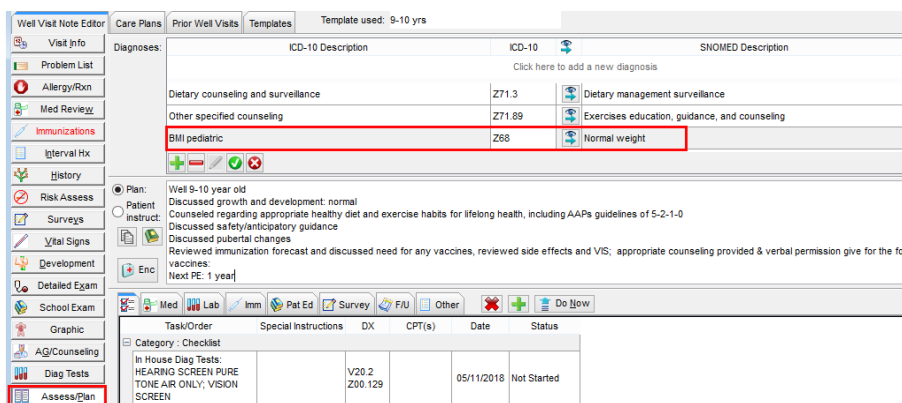 Well Visit Note Editor Care Plans Prior Well Visits Templates Template used: 9-10 yrs
Visit Info
Problem List
Allergy/Rxn
Med Review
Immunizations
Interval Hx
History
Risk Assess
Surveys
Vital Signs
Development
Detailed Exam
School Exam
Graphic
AG/Counseling
Diag Tests
Assess/Plan
Diagnoses: ICD-10 Description ICD-10 SNOMED Description
Click here to add a new diagnosis
Dietary counseling and surveillance Z71.3 Dietary management surveillance
Other specified counseling Z71.89 Exercises education, guidance, and counseling
BMI pediatric Z68 Normal weight
Plan:
Patient
instruct:
Enc
Well 9-10 year old
Discussed growth and development: normal
Counseled regarding appropriate healthy diet and exercise habits for lifelong health, including AAPs guidelines of 5-2-1-0
Discussed safety/anticipatory guidance
Discussed pubertal changes
Reviewed immunization forecast and discussed need for any vaccines, reviewed side effects and VIS; appropriate counseling provided & verbal permission give for the fo
vaccines:
Next PE: 1 year
Med Lab Imm Pat Ed Survey F/U Other Do Now
Task/Order Special Instructions DX CPT(s) Date Status
Category : Checklist
In House Diag Tests:
HEARING SCREEN PURE
TONE AIR ONLY; VISION
SCREEN
V20.2
Z00.129
05/11/2018 Not Started